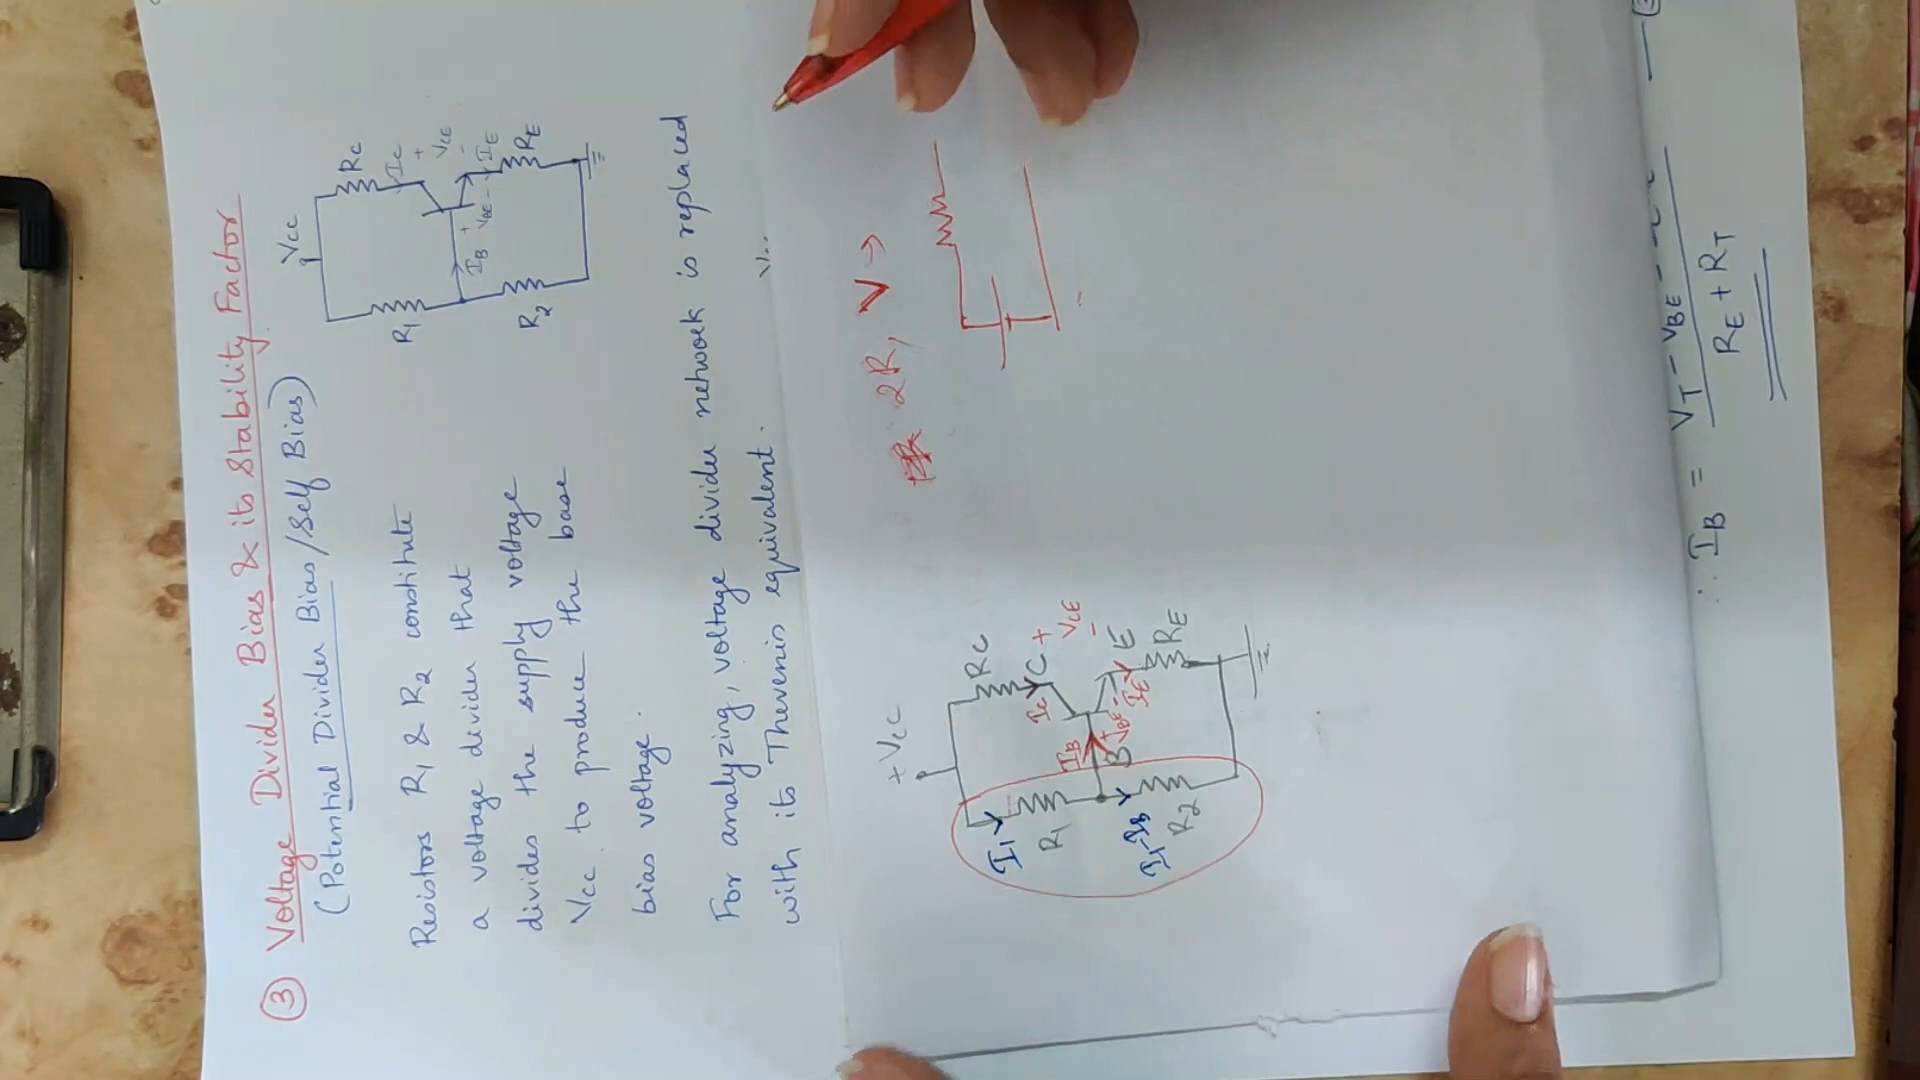 ③ Voltage Divider Bias & its Stability Factor
(Potential Divider Bias/Self Bias)
Resistors R1 & R2 constitute
a voltage divider that
divides the supply voltage
Vcc to produce the base
bias voltage.
Vcc
Rc
R1
Ic
+
VCE
-
IB
+
VBE -
IE
R2
RE
For analyzing, voltage divider network is replaced
with its Thevenis equivalent.
+Vcc
I1
R1
Rc
Ic
C
+
VCE
-
IB
B
+
VBE -
IE
E
I1-IB
R2
RE
2R, V →
∴ IB = VT - VBE
RE + RT